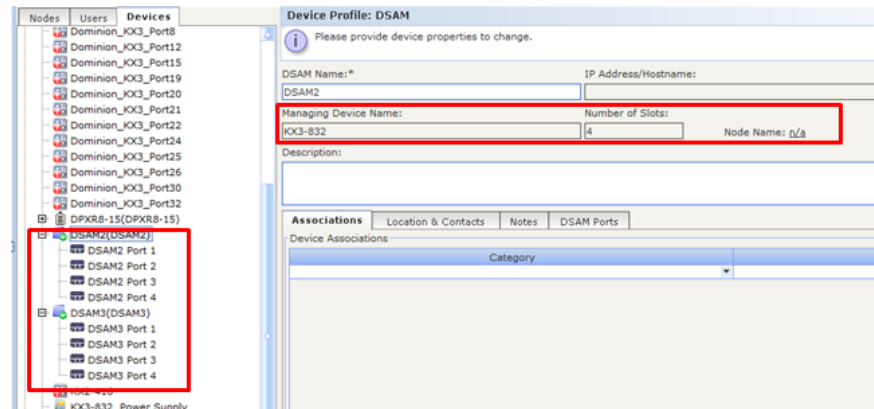 Nodes Users Devices
Dominion_KX3_Port8
Dominion_KX3_Port12
Dominion_KX3_Port15
Dominion_KX3_Port19
Dominion_KX3_Port20
Dominion_KX3_Port21
Dominion_KX3_Port22
Dominion_KX3_Port24
Dominion_KX3_Port25
Dominion_KX3_Port26
Dominion_KX3_Port30
Dominion_KX3_Port32
DPXR8-15(DPXR8-15)
DSAM2(DSAM2)
DSAM2 Port 1
DSAM2 Port 2
DSAM2 Port 3
DSAM2 Port 4
DSAM3(DSAM3)
DSAM3 Port 1
DSAM3 Port 2
DSAM3 Port 3
DSAM3 Port 4
KX3-832_Power Supply
Device Profile: DSAM
Please provide device properties to change.
DSAM Name:* IP Address/Hostname:
DSAM2
Managing Device Name: Number of Slots:
KX3-832 4 Node Name: n/a
Description:
Associations Location & Contacts Notes DSAM Ports
Device Associations
Category